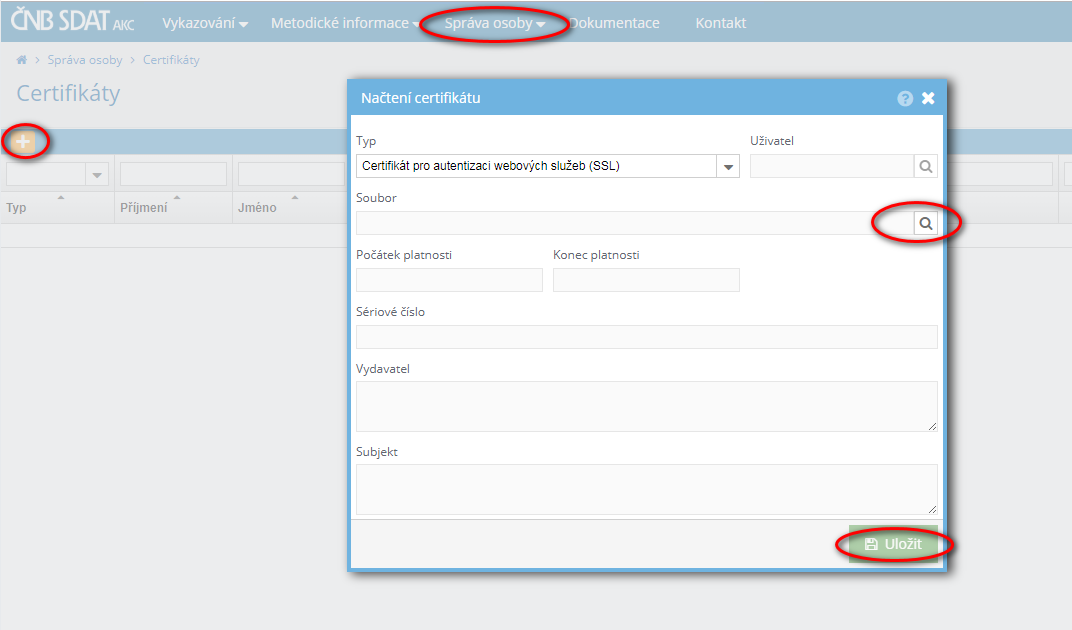 ČNB SDAT AKC Vykazování Metodické informace Správa osoby Dokumentace Kontakt
Správa osoby > Certifikáty
Certifikáty
Načtení certifikátu
Typ Uživatel
Certifikát pro autentizaci webových služeb (SSL)
Soubor
Typ Příjmení Jméno
Počátek platnosti Konec platnosti
Sériové číslo
Vydavatel
Subjekt
Uložit